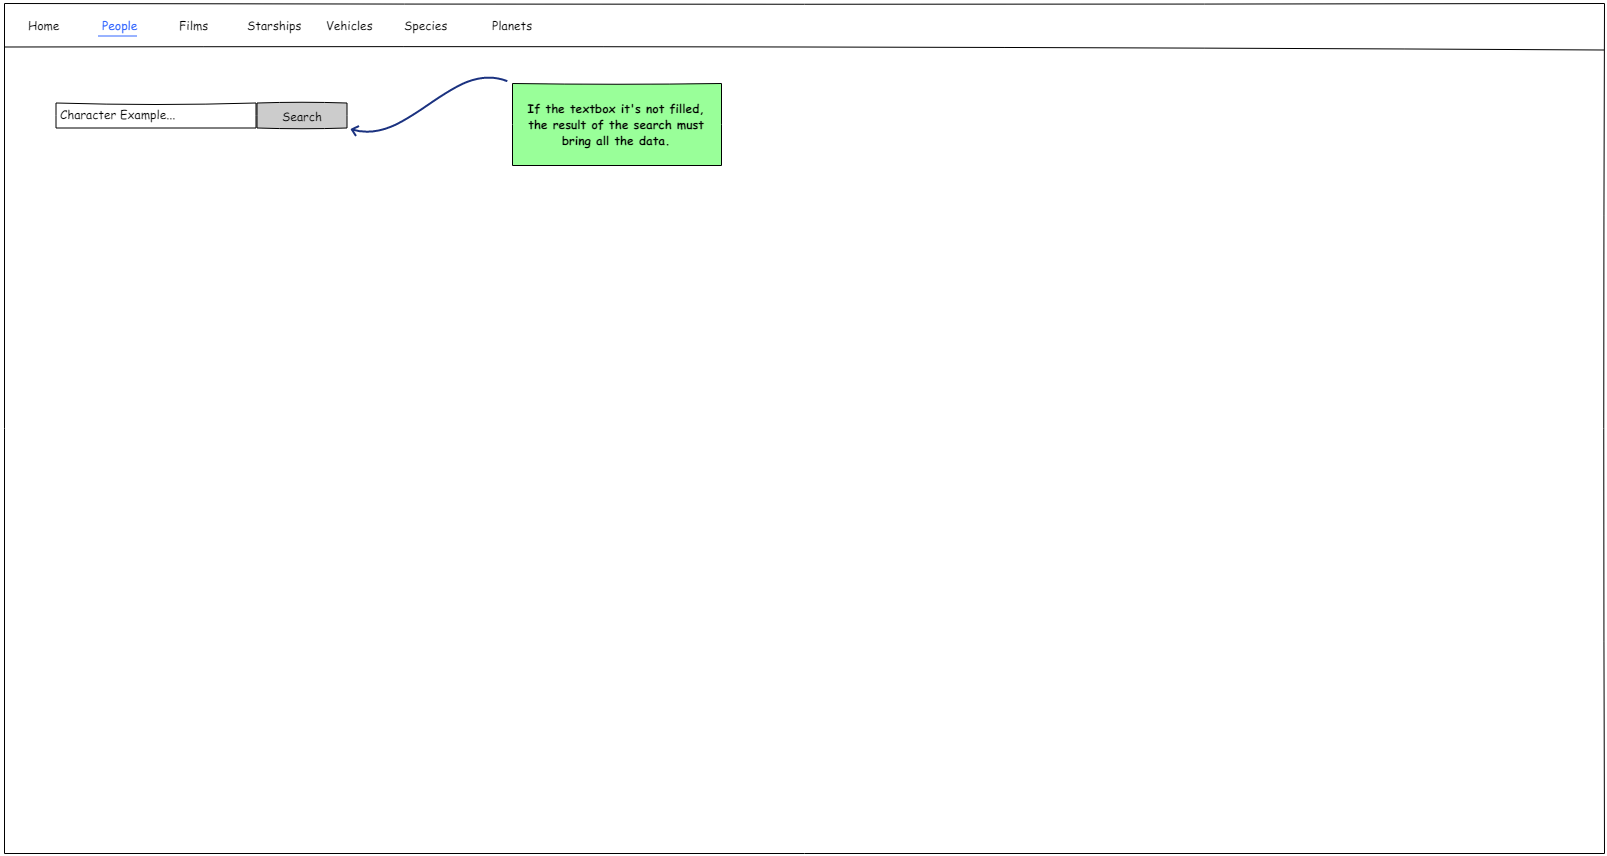 Home People Films Starships Vehicles Species Planets
Character Example... Search
If the textbox it's not filled,
the result of the search must
bring all the data.